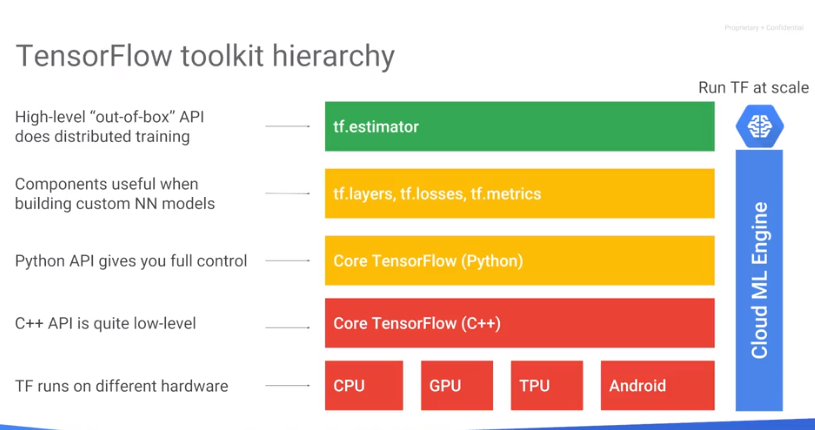 Proprietary + Confidential
TensorFlow toolkit hierarchy
Run TF at scale
High-level “out-of-box” API
does distributed training
tf.estimator
Components useful when
building custom NN models
tf.layers, tf.losses, tf.metrics
Python API gives you full control
Core TensorFlow (Python)
C++ API is quite low-level
Core TensorFlow (C++)
TF runs on different hardware
CPU
GPU
TPU
Android
Cloud ML Engine